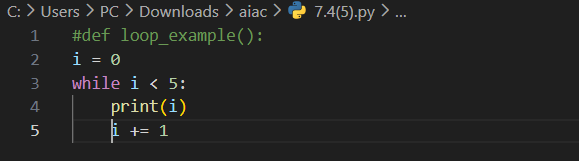 C: > Users > PC > Downloads > aiac > 7.4(5).py > ...
1 #def loop_example():
2 i = 0
3 while i < 5:
4     print(i)
5     i += 1